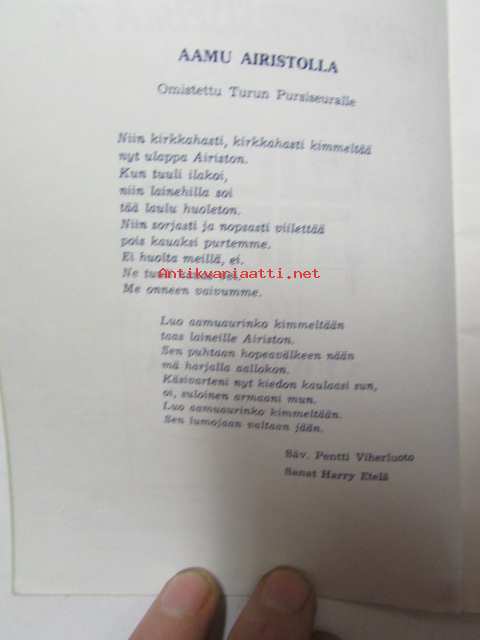 AAMU AIRISTOLLA
Omistettu Turun Pursiseuralle
Niin kirkkahasti, kirkkahasti kimmeltää
nyt ulappa Airiston.
Kun tuuli ilakoi,
niin lainehilla soi
tää laulu huoleton.
Niin sorjasti ja nopsasti viilettää
pois kauaksi purtemme.
Ei huolta meillä, ei.
Ne tuuli
Antikvariaatti.net
Me onneen vaivumme.
Luo aamuaurinko kimmeltään
taas laineille Airiston.
Sen puhtaan hopeavälkeen nään
mä harjalla aallokon.
Käsivarteni nyt kiedon kaulaasi sun,
oi, suloinen armaani mun.
Luo aamuaurinko kimmeltään.
Sen lumojaan valtaan jään.
Säv. Pentti Viherluoto
Sanat Harry Etelä